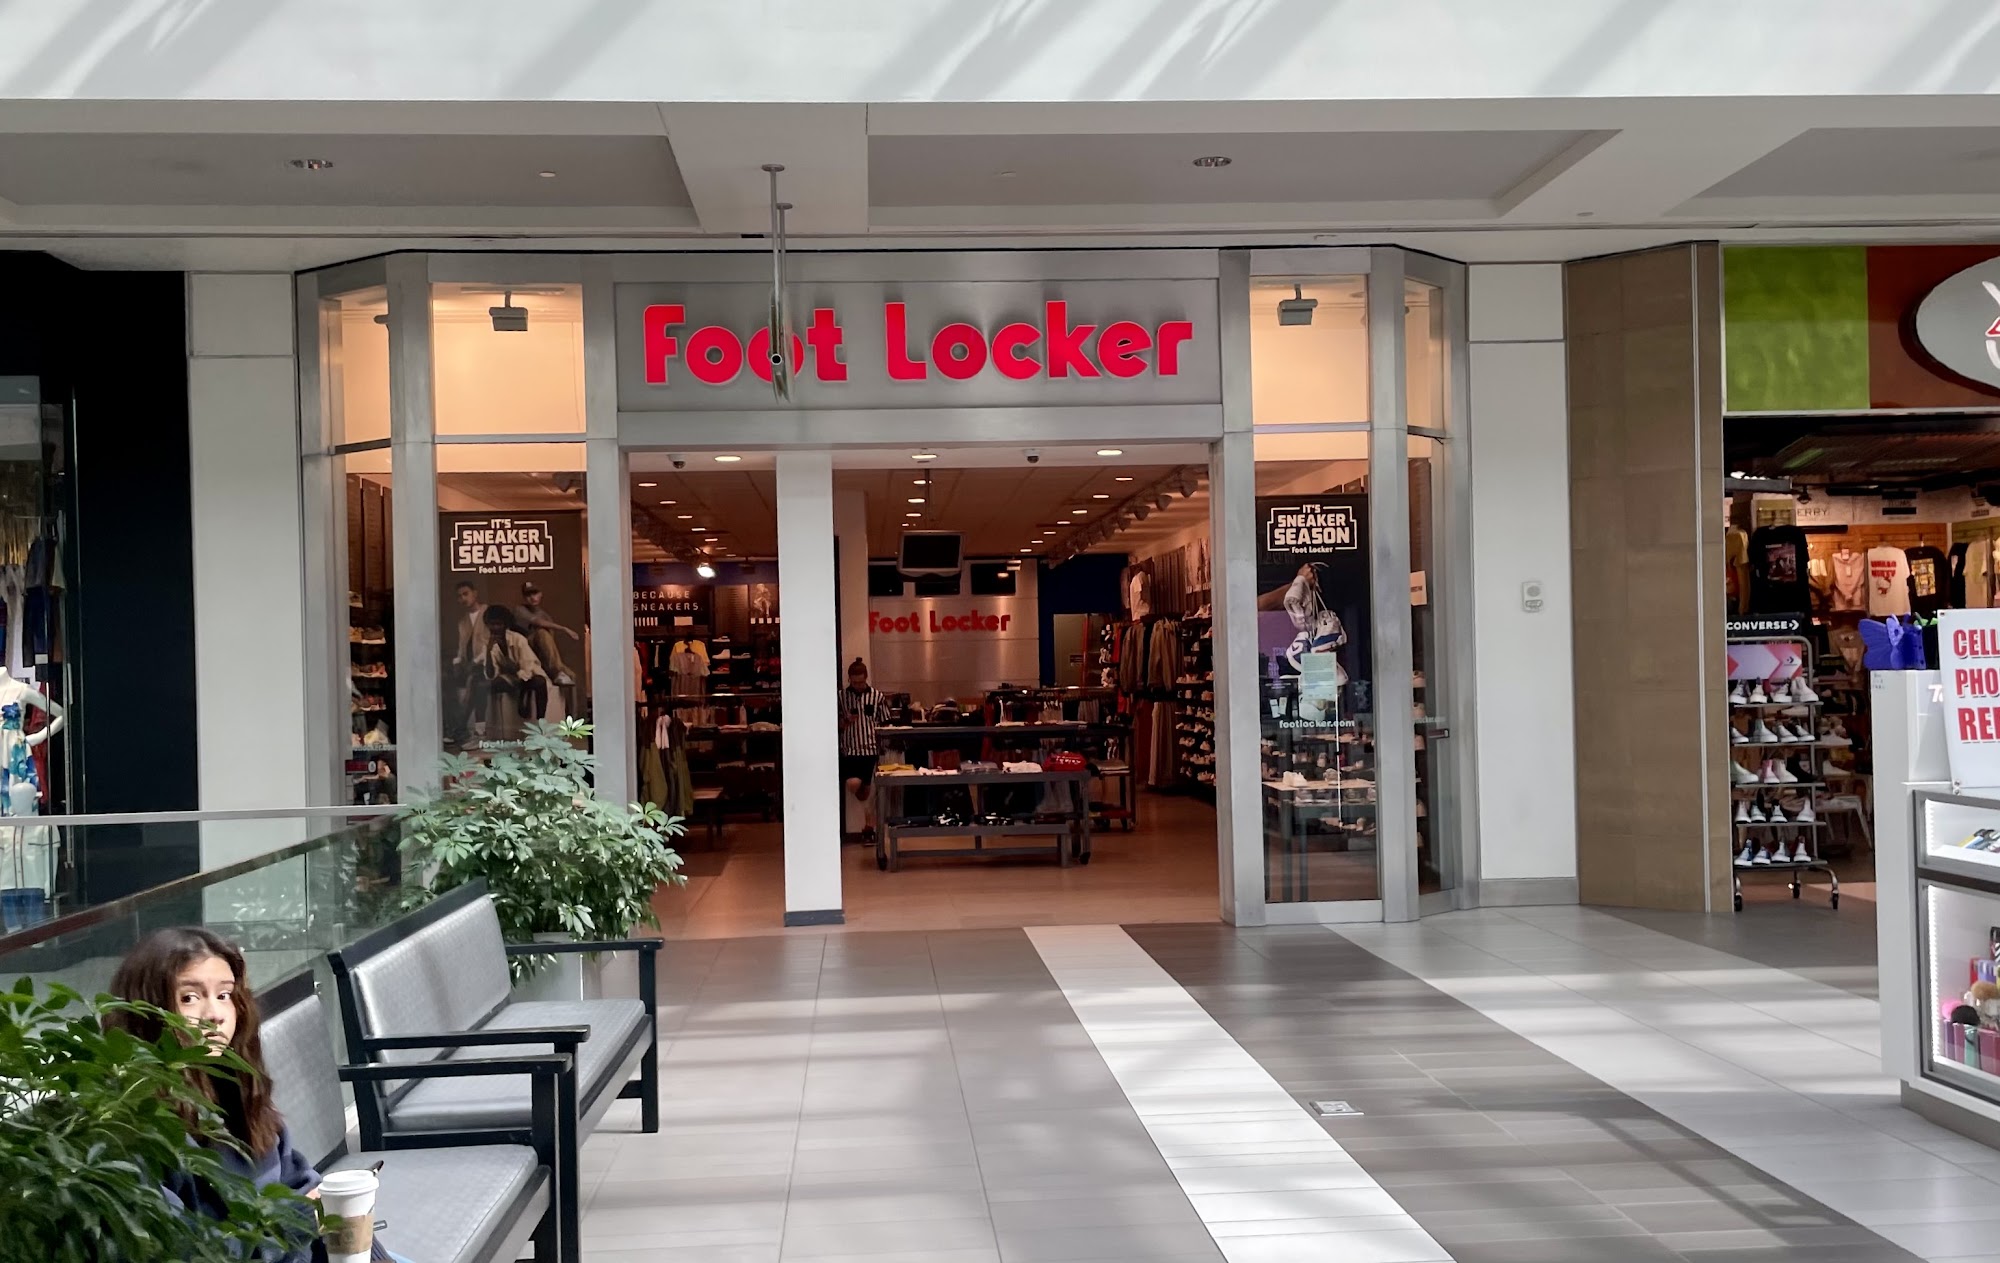 Foot Locker
IT'S
SNEAKER
SEASON
Foot Locker
BECAUSE
SNEAKERS.
Foot Locker
IT'S
SNEAKER
SEASON
Foot Locker
footlocker.com
CONVERSE
CELL
PHO
RE